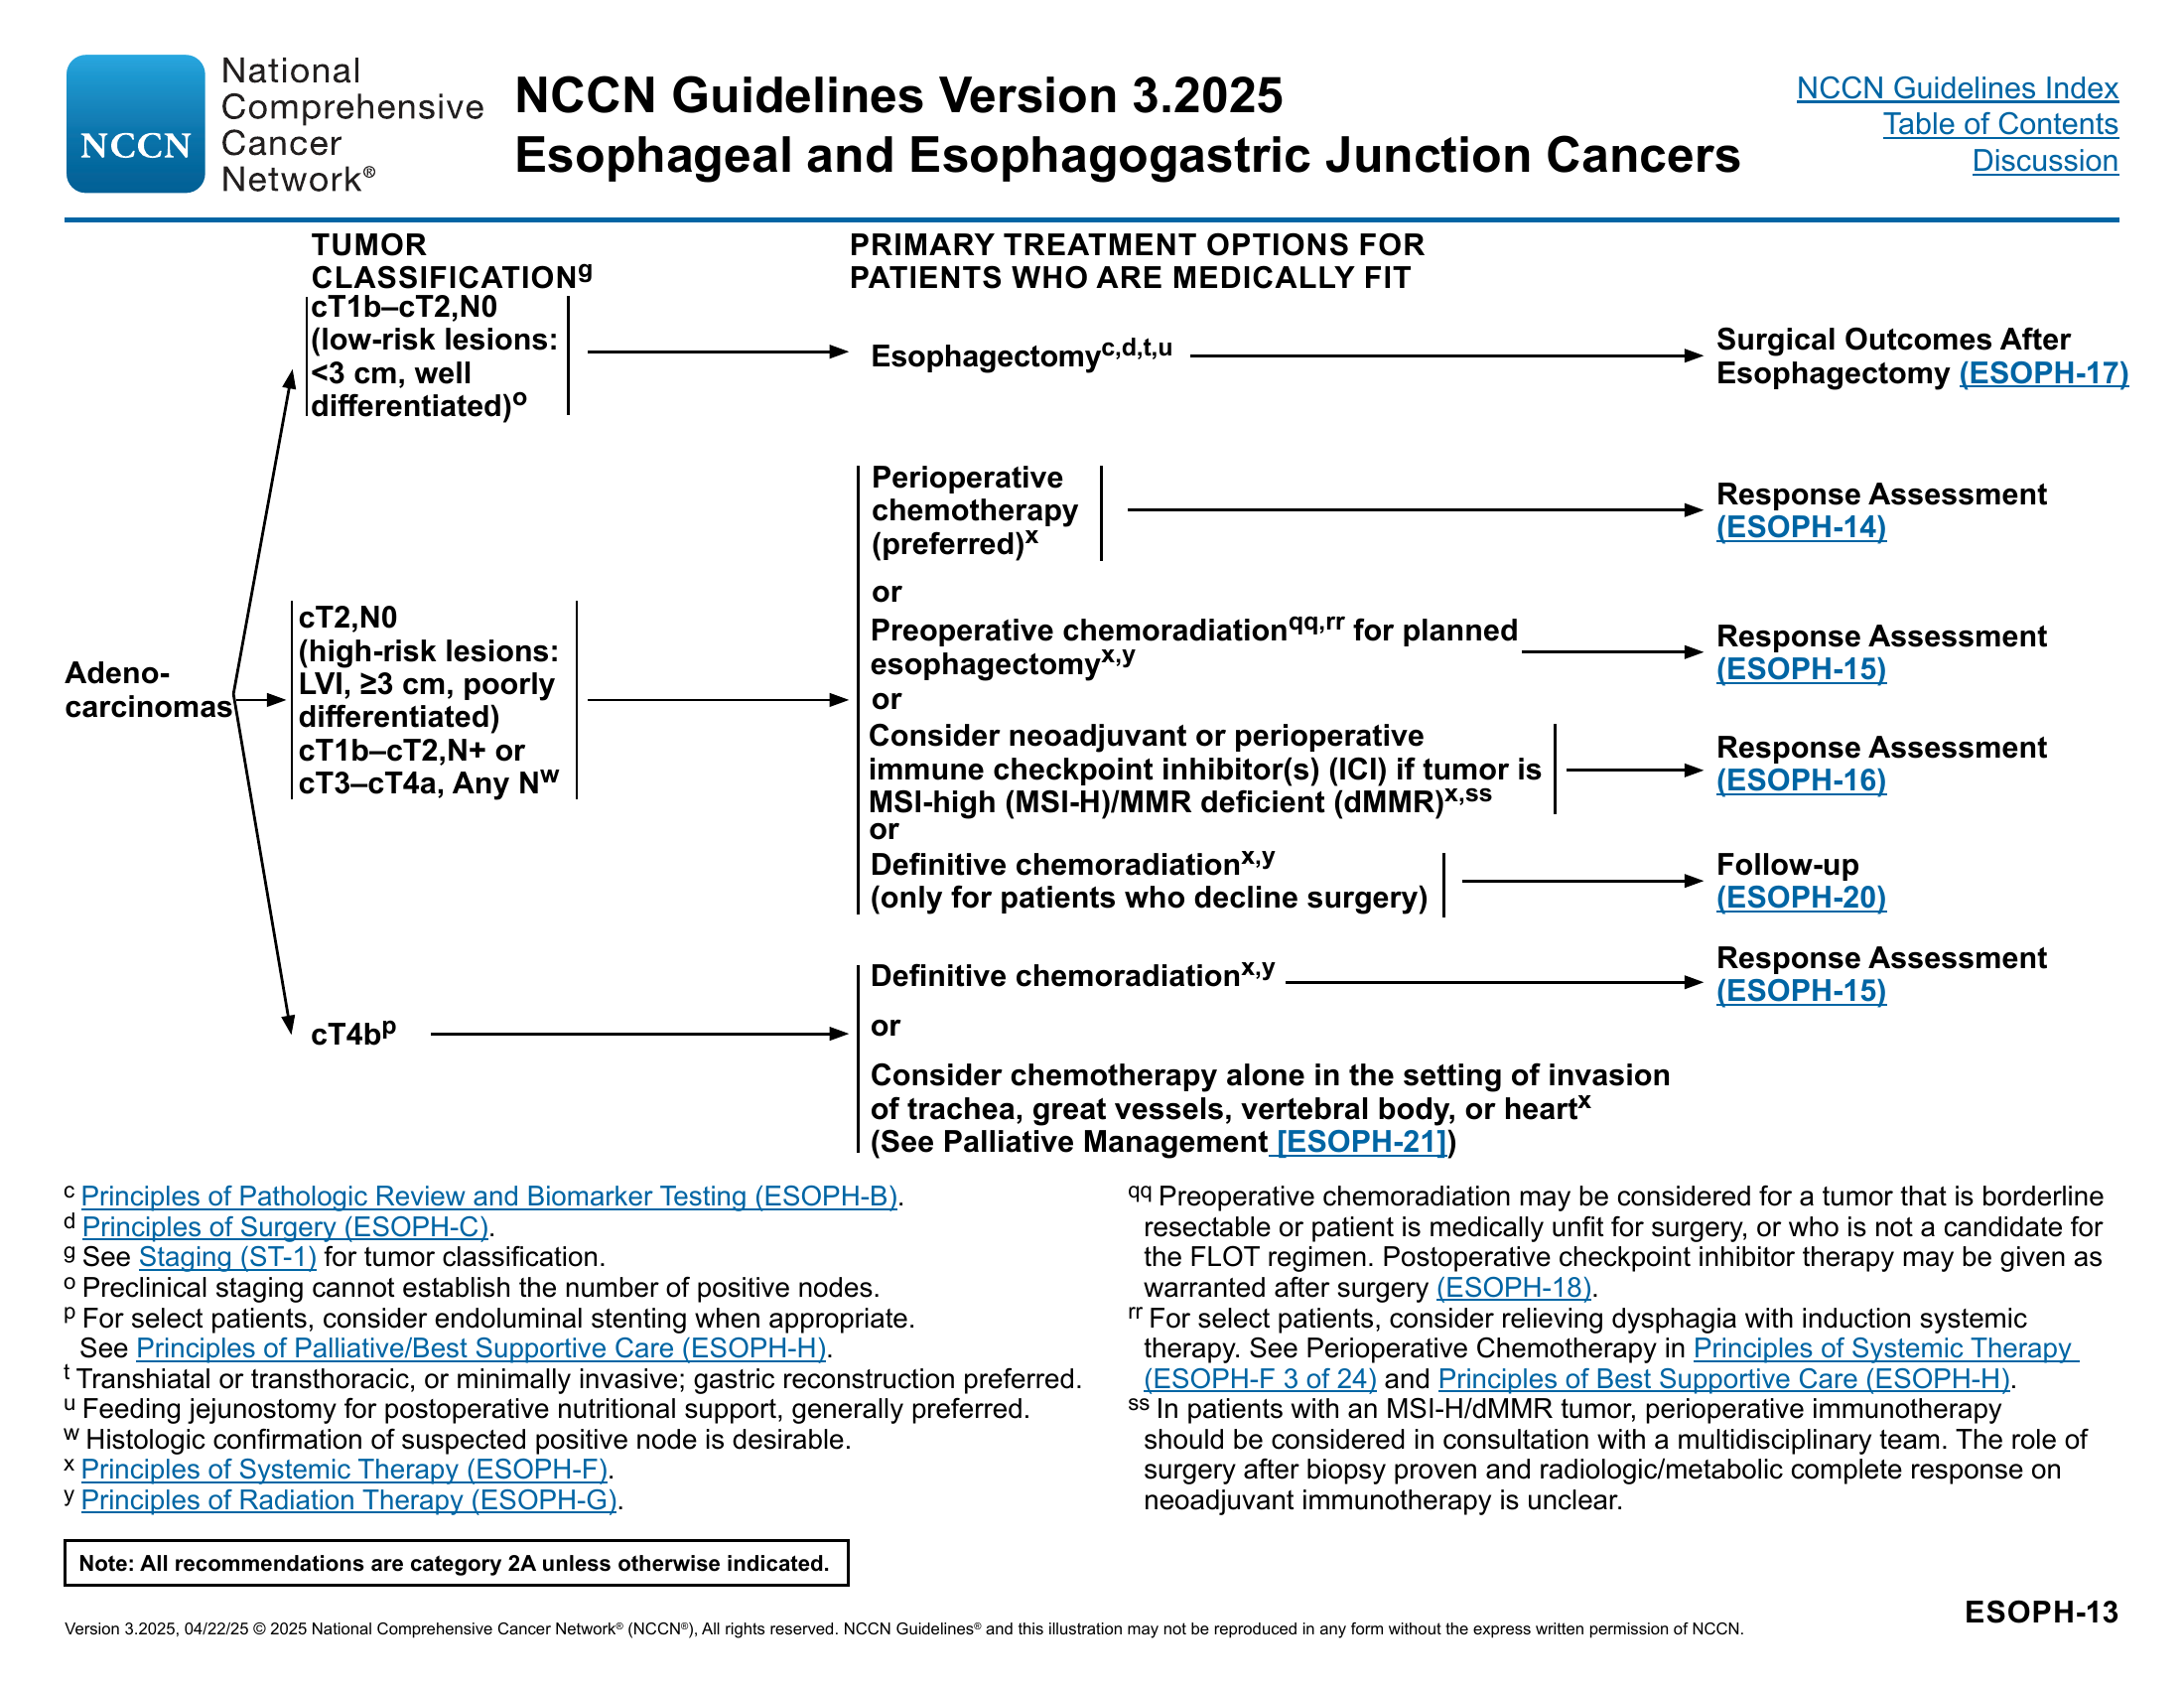 National
Comprehensive
Cancer
Network®
NCCN
NCCN Guidelines Version 3.2025
Esophageal and Esophagogastric Junction Cancers
NCCN Guidelines Index
Table of Contents
Discussion
TUMOR
CLASSIFICATIONg
PRIMARY TREATMENT OPTIONS FOR
PATIENTS WHO ARE MEDICALLY FIT
Adeno-
carcinomas
cT1b–cT2,N0
(low-risk lesions:
<3 cm, well
differentiated)o
Esophagectomyc,d,t,u
Surgical Outcomes After
Esophagectomy (ESOPH-17)
cT2,N0
(high-risk lesions:
LVI, ≥3 cm, poorly
differentiated)
cT1b–cT2,N+ or
cT3–cT4a, Any Nw
Perioperative
chemotherapy
(preferred)x
Response Assessment
(ESOPH-14)
or
Preoperative chemoradiationqq,rr for planned
esophagectomyx,y
Response Assessment
(ESOPH-15)
or
Consider neoadjuvant or perioperative
immune checkpoint inhibitor(s) (ICI) if tumor is
MSI-high (MSI-H)/MMR deficient (dMMR)x,ss
Response Assessment
(ESOPH-16)
or
Definitive chemoradiationx,y
(only for patients who decline surgery)
Follow-up
(ESOPH-20)
cT4bp
Definitive chemoradiationx,y
Response Assessment
(ESOPH-15)
or
Consider chemotherapy alone in the setting of invasion
of trachea, great vessels, vertebral body, or heartx
(See Palliative Management [ESOPH-21])
c Principles of Pathologic Review and Biomarker Testing (ESOPH-B).
d Principles of Surgery (ESOPH-C).
g See Staging (ST-1) for tumor classification.
o Preclinical staging cannot establish the number of positive nodes.
p For select patients, consider endoluminal stenting when appropriate.
See Principles of Palliative/Best Supportive Care (ESOPH-H).
t Transhiatal or transthoracic, or minimally invasive; gastric reconstruction preferred.
u Feeding jejunostomy for postoperative nutritional support, generally preferred.
w Histologic confirmation of suspected positive node is desirable.
x Principles of Systemic Therapy (ESOPH-F).
y Principles of Radiation Therapy (ESOPH-G).
qq Preoperative chemoradiation may be considered for a tumor that is borderline
resectable or patient is medically unfit for surgery, or who is not a candidate for
the FLOT regimen. Postoperative checkpoint inhibitor therapy may be given as
warranted after surgery (ESOPH-18).
rr For select patients, consider relieving dysphagia with induction systemic
therapy. See Perioperative Chemotherapy in Principles of Systemic Therapy
(ESOPH-F 3 of 24) and Principles of Best Supportive Care (ESOPH-H).
ss In patients with an MSI-H/dMMR tumor, perioperative immunotherapy
should be considered in consultation with a multidisciplinary team. The role of
surgery after biopsy proven and radiologic/metabolic complete response on
neoadjuvant immunotherapy is unclear.
Note: All recommendations are category 2A unless otherwise indicated.
ESOPH-13
Version 3.2025, 04/22/25 © 2025 National Comprehensive Cancer Network® (NCCN®), All rights reserved. NCCN Guidelines® and this illustration may not be reproduced in any form without the express written permission of NCCN.